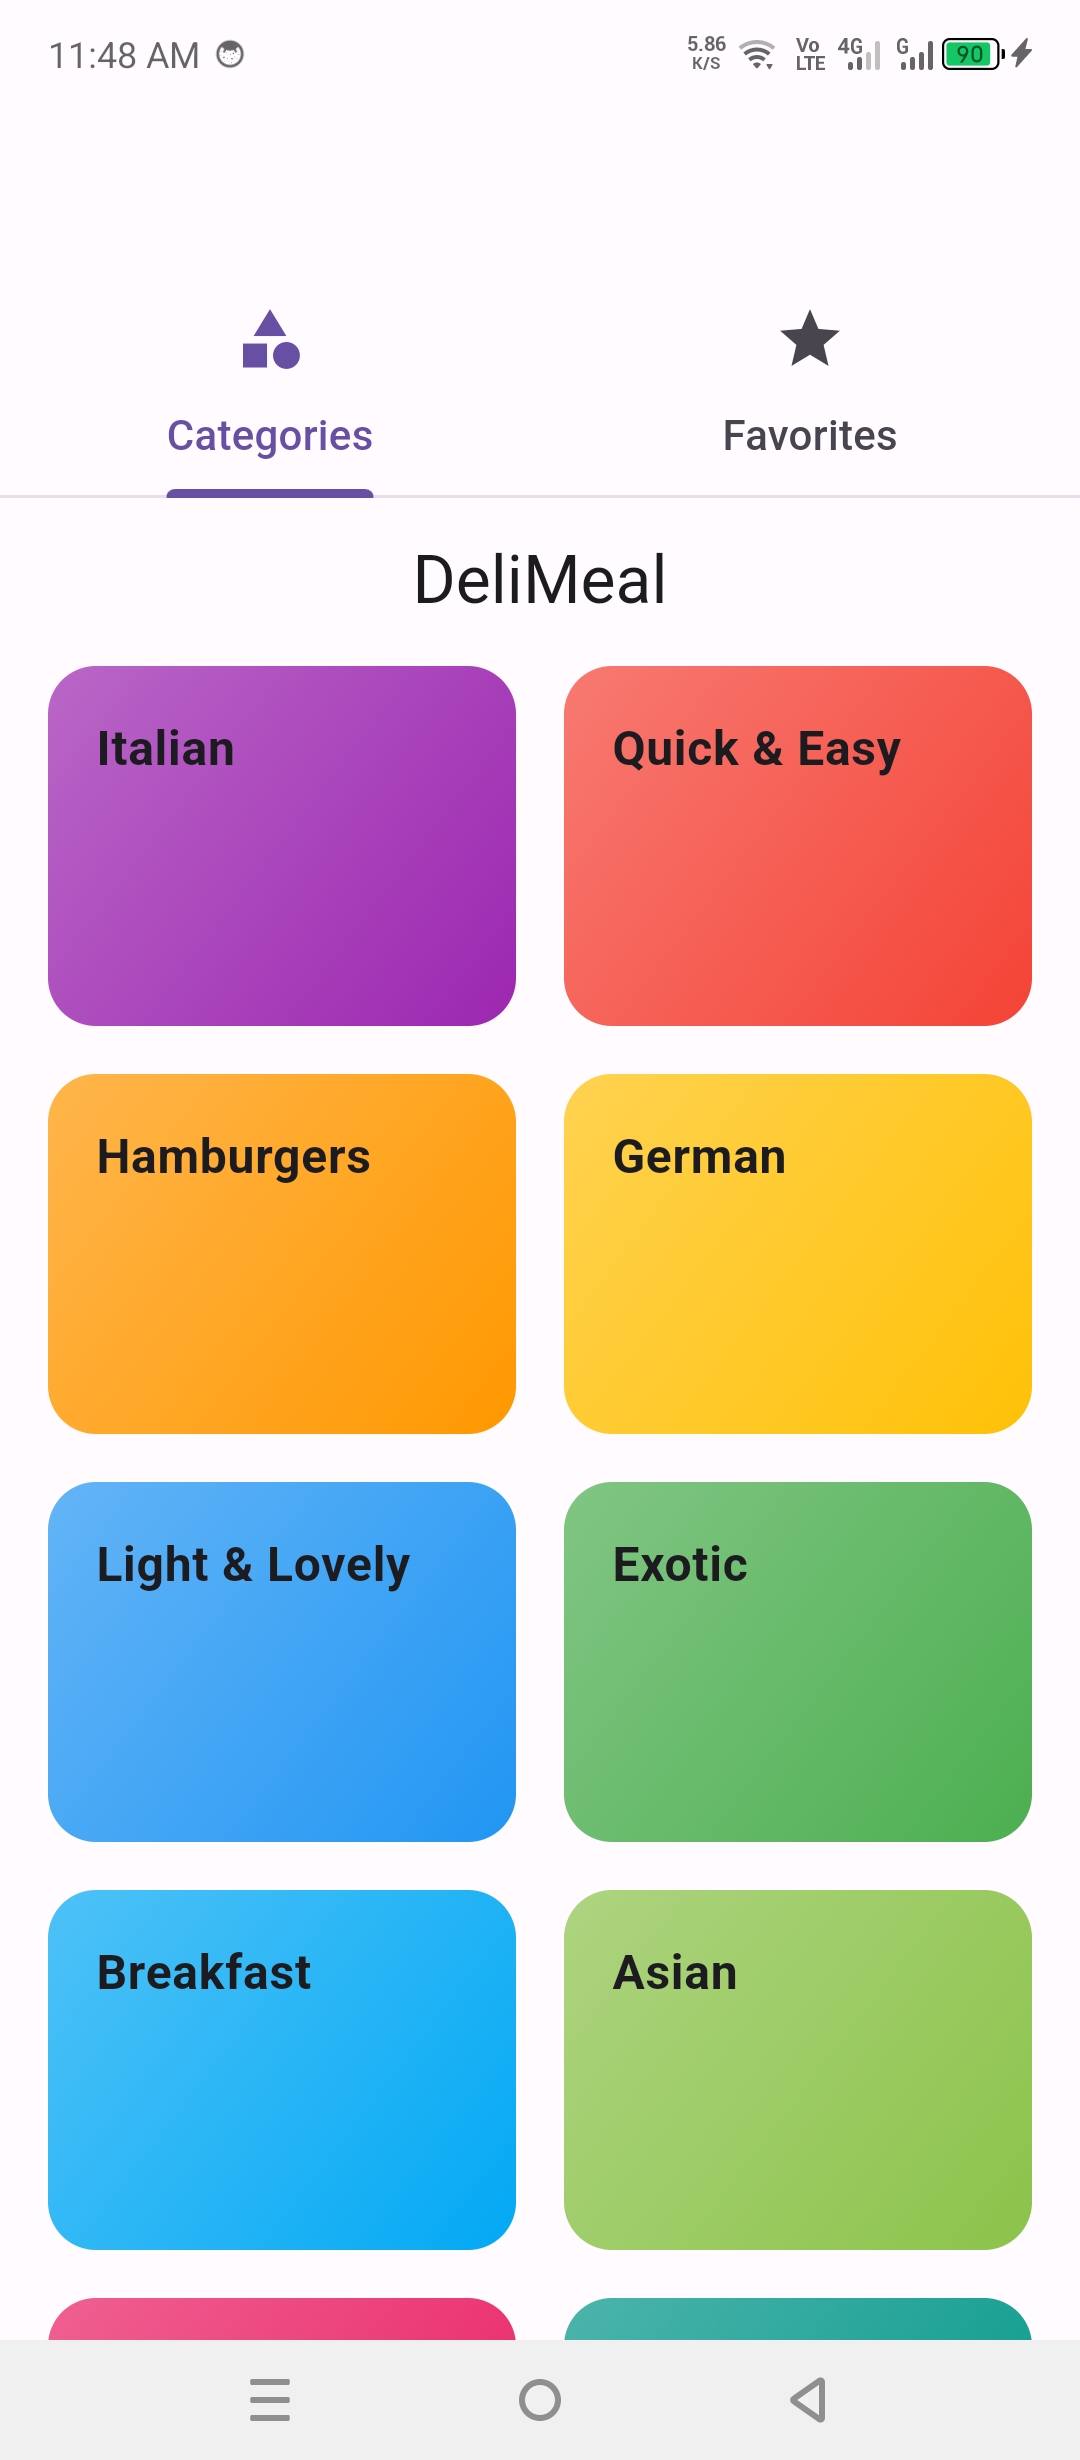 11:48 AM 5.86 K/S Vo LTE 4G G 90
Categories Favorites
DeliMeal
Italian Quick & Easy
Hamburgers German
Light & Lovely Exotic
Breakfast Asian